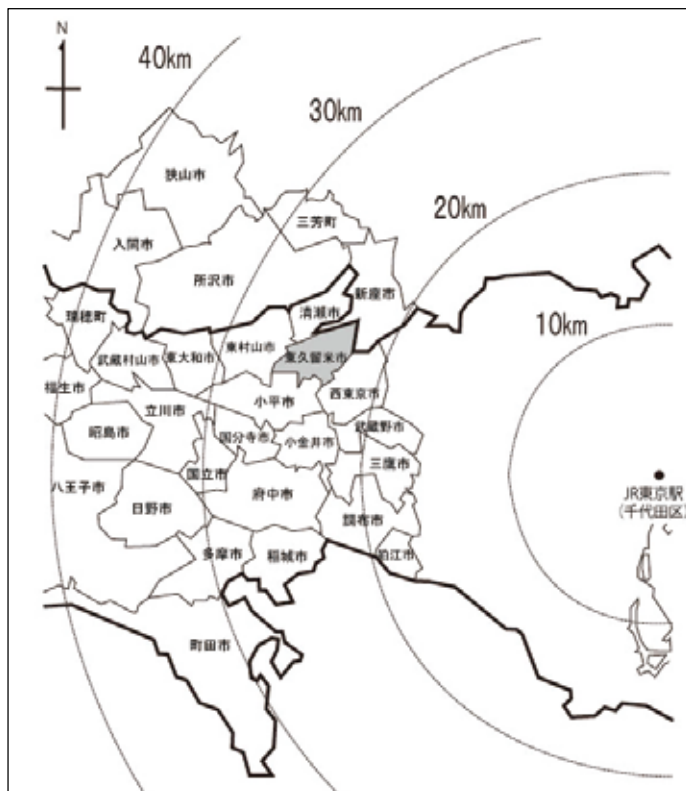 N
40km
30km
20km
10km
狭山市
三芳町
入間市
所沢市
新座市
清瀬市
瑞穂町
東村山市
東久留米市
武蔵村山市
東大和市
福生市
小平市
西東京市
立川市
昭島市
国分寺市
小金井市
武蔵野市
三鷹市
国立市
八王子市
日野市
府中市
調布市
狛江市
多摩市
稲城市
町田市
JR東京駅
(千代田区)